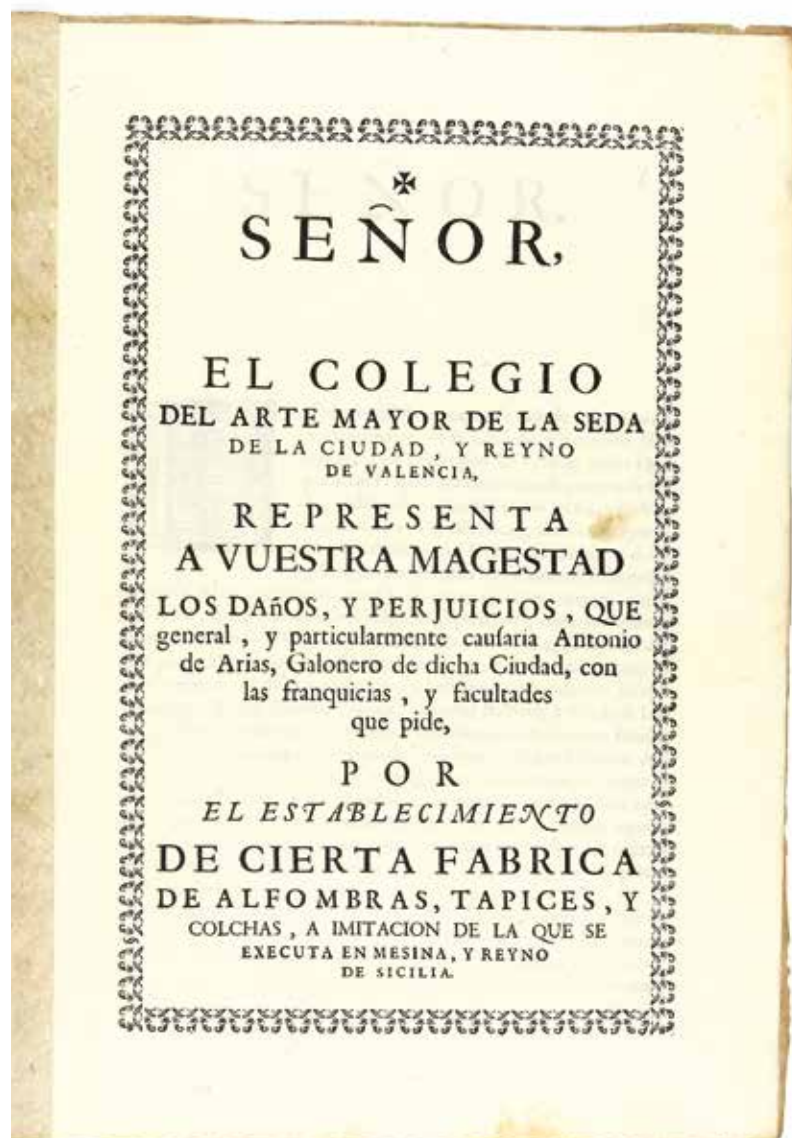 ✠
SEÑOR,
EL COLEGIO
DEL ARTE MAYOR DE LA SEDA
DE LA CIUDAD, Y REYNO
DE VALENCIA,
REPRESENTA
A VUESTRA MAGESTAD
LOS DAñOS, Y PERJUICIOS, QUE
general, y particularmente cauſaria Antonio
de Arias, Galonero de dicha Ciudad, con
las franquicias, y facultades
que pide,
POR
EL ESTABLECIMIENTO
DE CIERTA FABRICA
DE ALFOMBRAS, TAPICES, Y
COLCHAS, A IMITACION DE LA QUE SE
EXECUTA EN MESINA, Y REYNO
DE SICILIA.